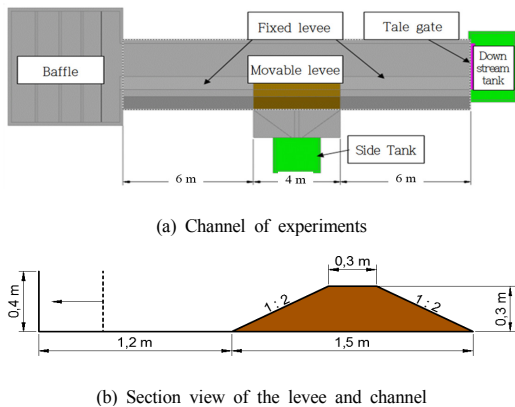 Fixed levee
Tale gate
Baffle
Movable levee
Down
stream
tank
Side Tank
6 m
4 m
6 m
(a) Channel of experiments
0,3 m
0,4 m
1:2
1:2
0,3 m
1,2 m
1,5 m
(b) Section view of the levee and channel